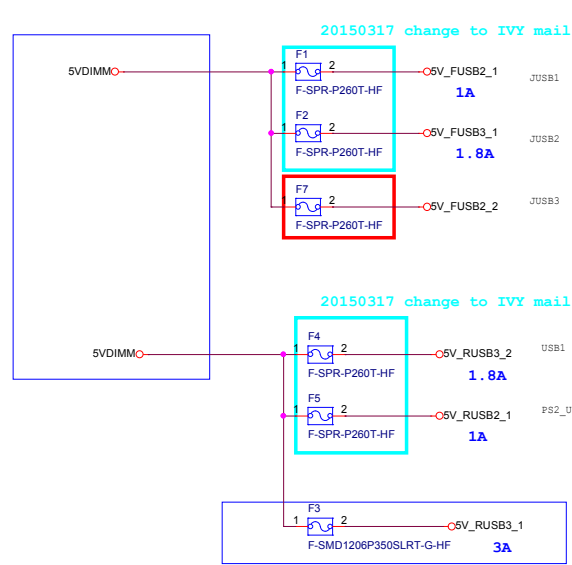 20150317 change to IVY mail
F1
5VDIMM 1 2 5V_FUSB2_1 JUSB1
F-SPR-P260T-HF 1A
F2
1 2 5V_FUSB3_1 JUSB2
F-SPR-P260T-HF 1.8A
F7
1 2 5V_FUSB2_2 JUSB3
F-SPR-P260T-HF
20150317 change to IVY mail
F4
5VDIMM 1 2 5V_RUSB3_2 USB1
F-SPR-P260T-HF 1.8A
F5
1 2 5V_RUSB2_1 PS2_U
F-SPR-P260T-HF 1A
F3
1 2 5V_RUSB3_1
F-SMD1206P350SLRT-G-HF 3A